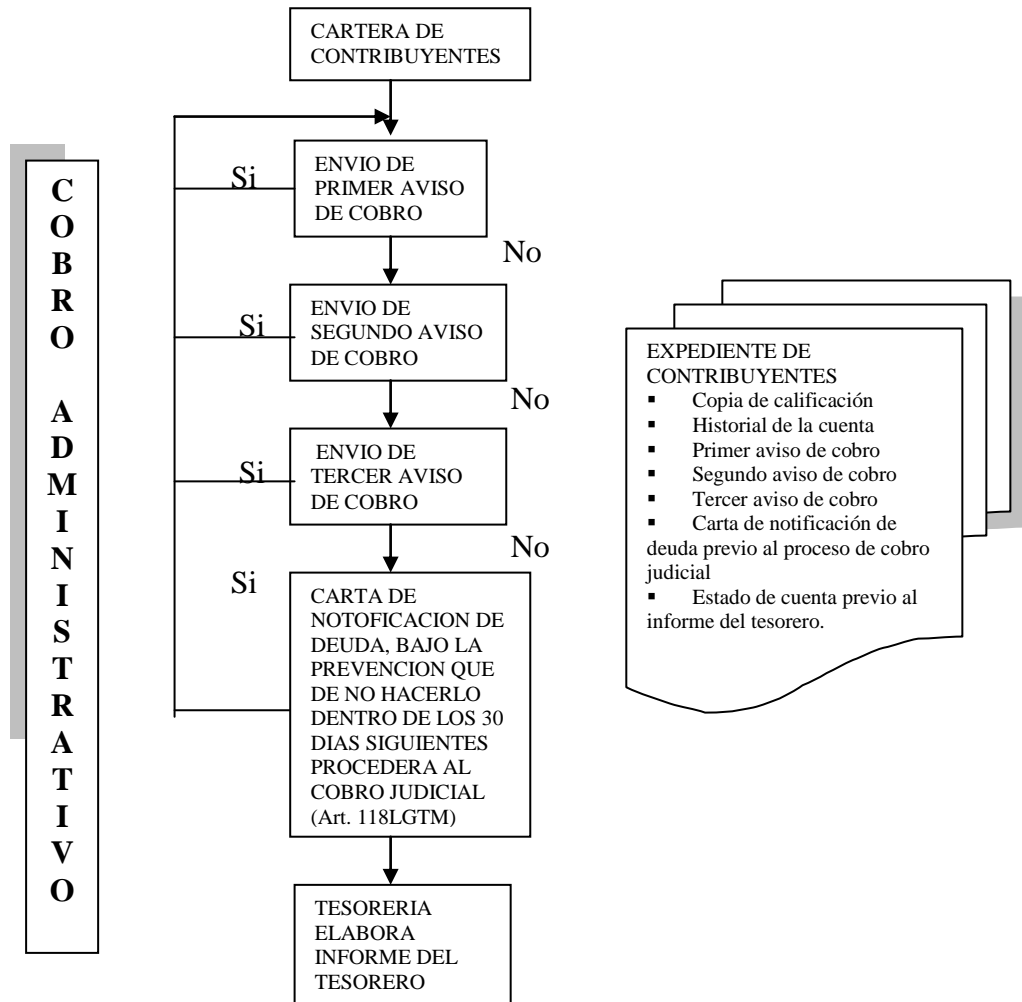 CARTERA DE
CONTRIBUYENTES
COBRO ADMINISTRATIVO
ENVIO DE
PRIMER AVISO
DE COBRO
Si
No
ENVIO DE
SEGUNDO AVISO
DE COBRO
Si
No
ENVIO DE
TERCER AVISO
DE COBRO
Si
No
Si
CARTA DE
NOTOFICACION DE
DEUDA, BAJO LA
PREVENCION QUE
DE NO HACERLO
DENTRO DE LOS 30
DIAS SIGUIENTES
PROCEDERA AL
COBRO JUDICIAL
(Art. 118LGTM)
TESORERIA
ELABORA
INFORME DEL
TESORERO
EXPEDIENTE DE
CONTRIBUYENTES
▪ Copia de calificación
▪ Historial de la cuenta
▪ Primer aviso de cobro
▪ Segundo aviso de cobro
▪ Tercer aviso de cobro
▪ Carta de notificación de
deuda previo al proceso de cobro
judicial
▪ Estado de cuenta previo al
informe del tesorero.